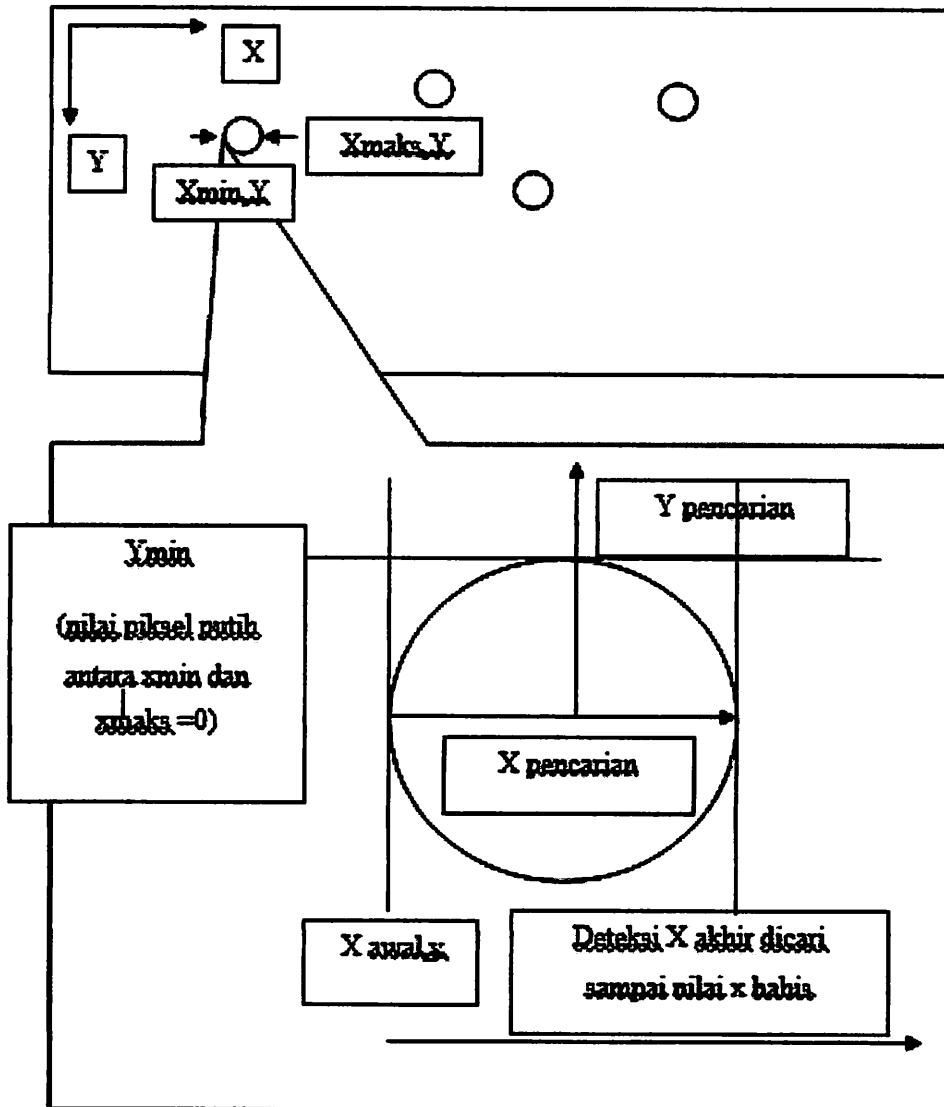 X
Y
Xmaks,Y
Xmin,Y
Y pencarian
Ymin
(nilai piksel putih
antara xmin dan
xmaks =0)
X pencarian
X awal,y
Deteksi X akhir dicari
sampai nilai x habis